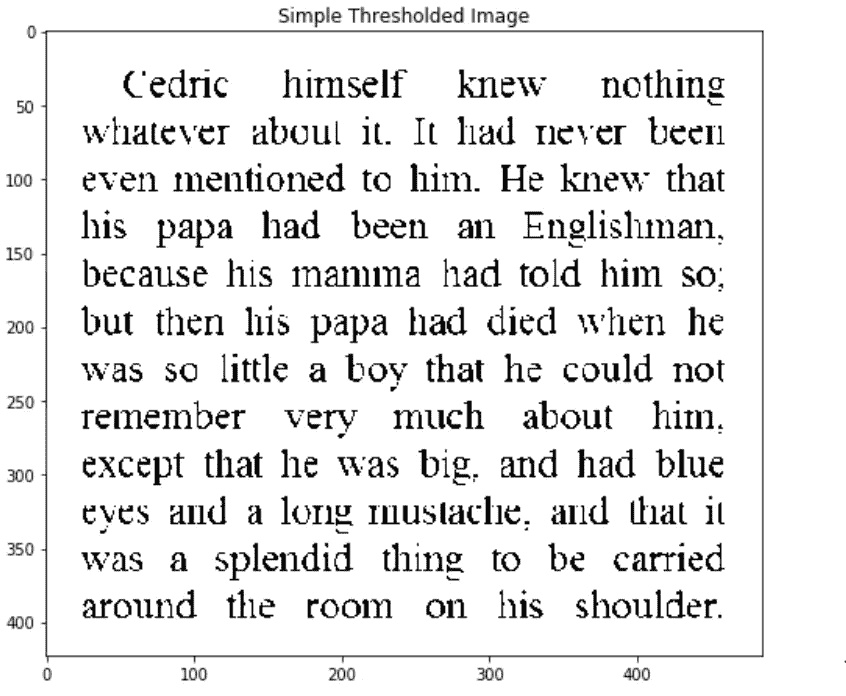 Simple Thresholded Image
0
50
100
150
200
250
300
350
400
Cedric himself knew nothing
whatever about it. It had never been
even mentioned to him. He knew that
his papa had been an Englishman,
because his mamma had told him so;
but then his papa had died when he
was so little a boy that he could not
remember very much about him,
except that he was big, and had blue
eyes and a long mustache, and that it
was a splendid thing to be carried
around the room on his shoulder.
0 100 200 300 400